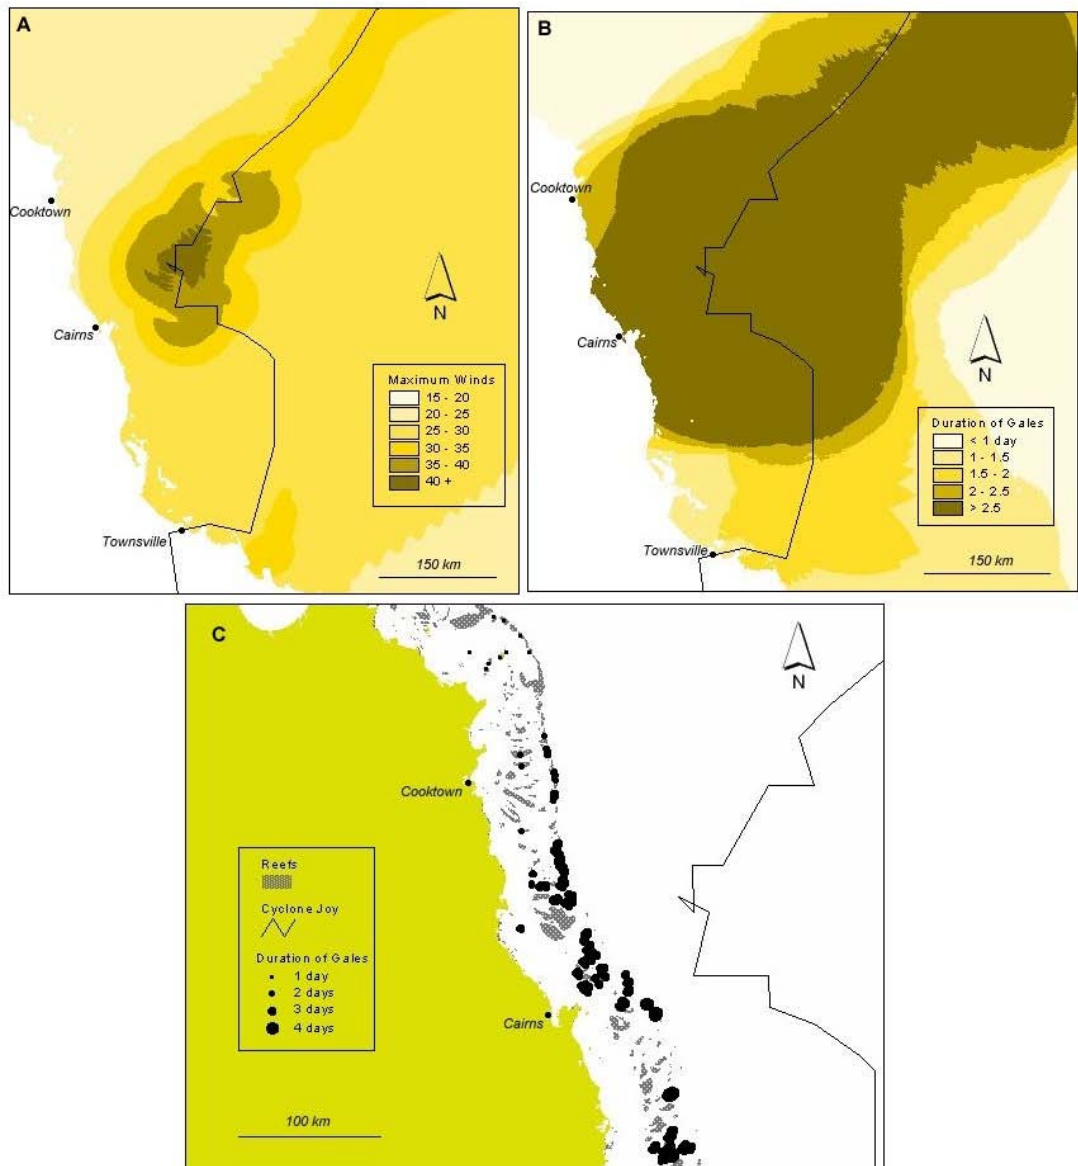 A
Cooktown
Cairns
N
Maximum Winds
15 - 20
20 - 25
25 - 30
30 - 35
35 - 40
40 +
Townsville
150 km
B
Cooktown
Cairns
N
Duration of Gales
< 1 day
1 - 1.5
1.5 - 2
2 - 2.5
> 2.5
Townsville
150 km
C
N
Cooktown
Reefs
Cyclone Joy
Duration of Gales
1 day
2 days
3 days
4 days
Cairns
100 km